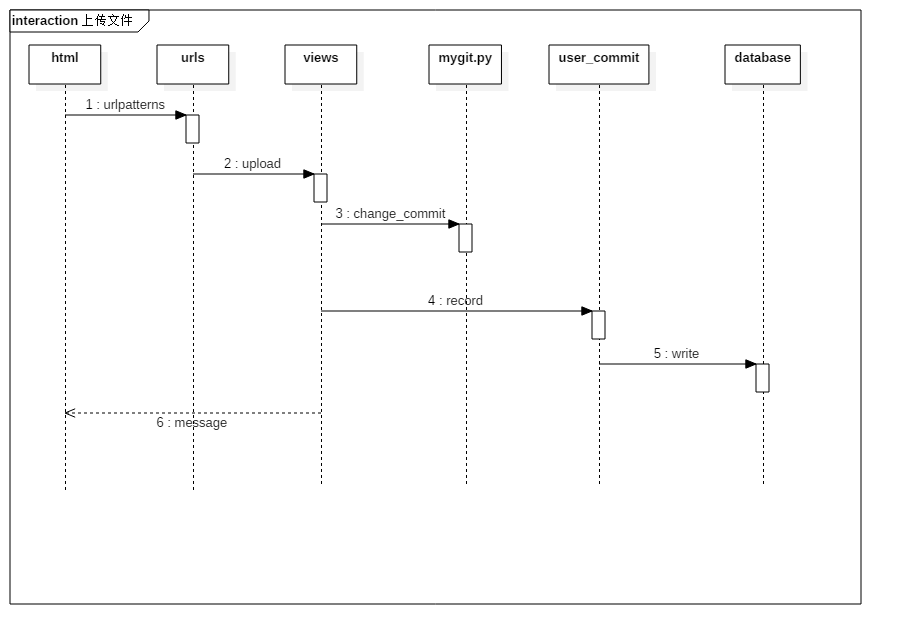 interaction 上传文件
html
urls
views
mygit.py
user_commit
database
1 : urlpatterns
2 : upload
3 : change_commit
4 : record
5 : write
6 : message